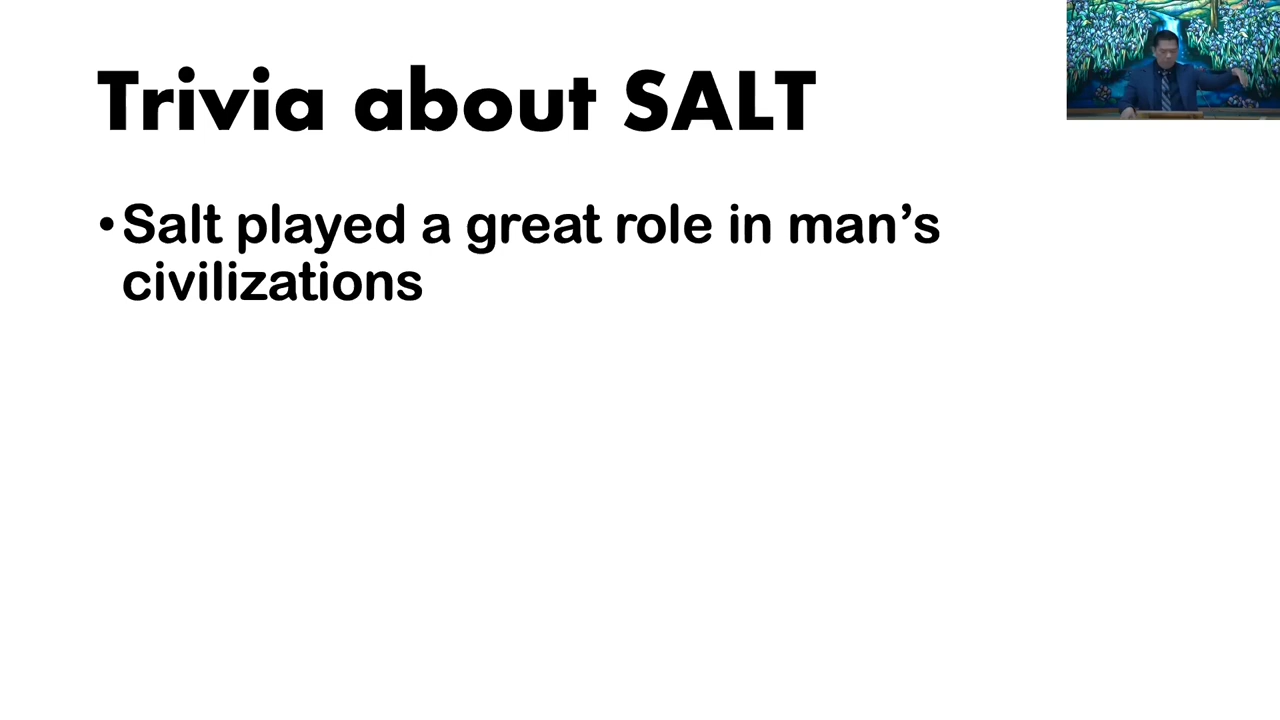 Trivia about SALT
•Salt played a great role in man’s
civilizations